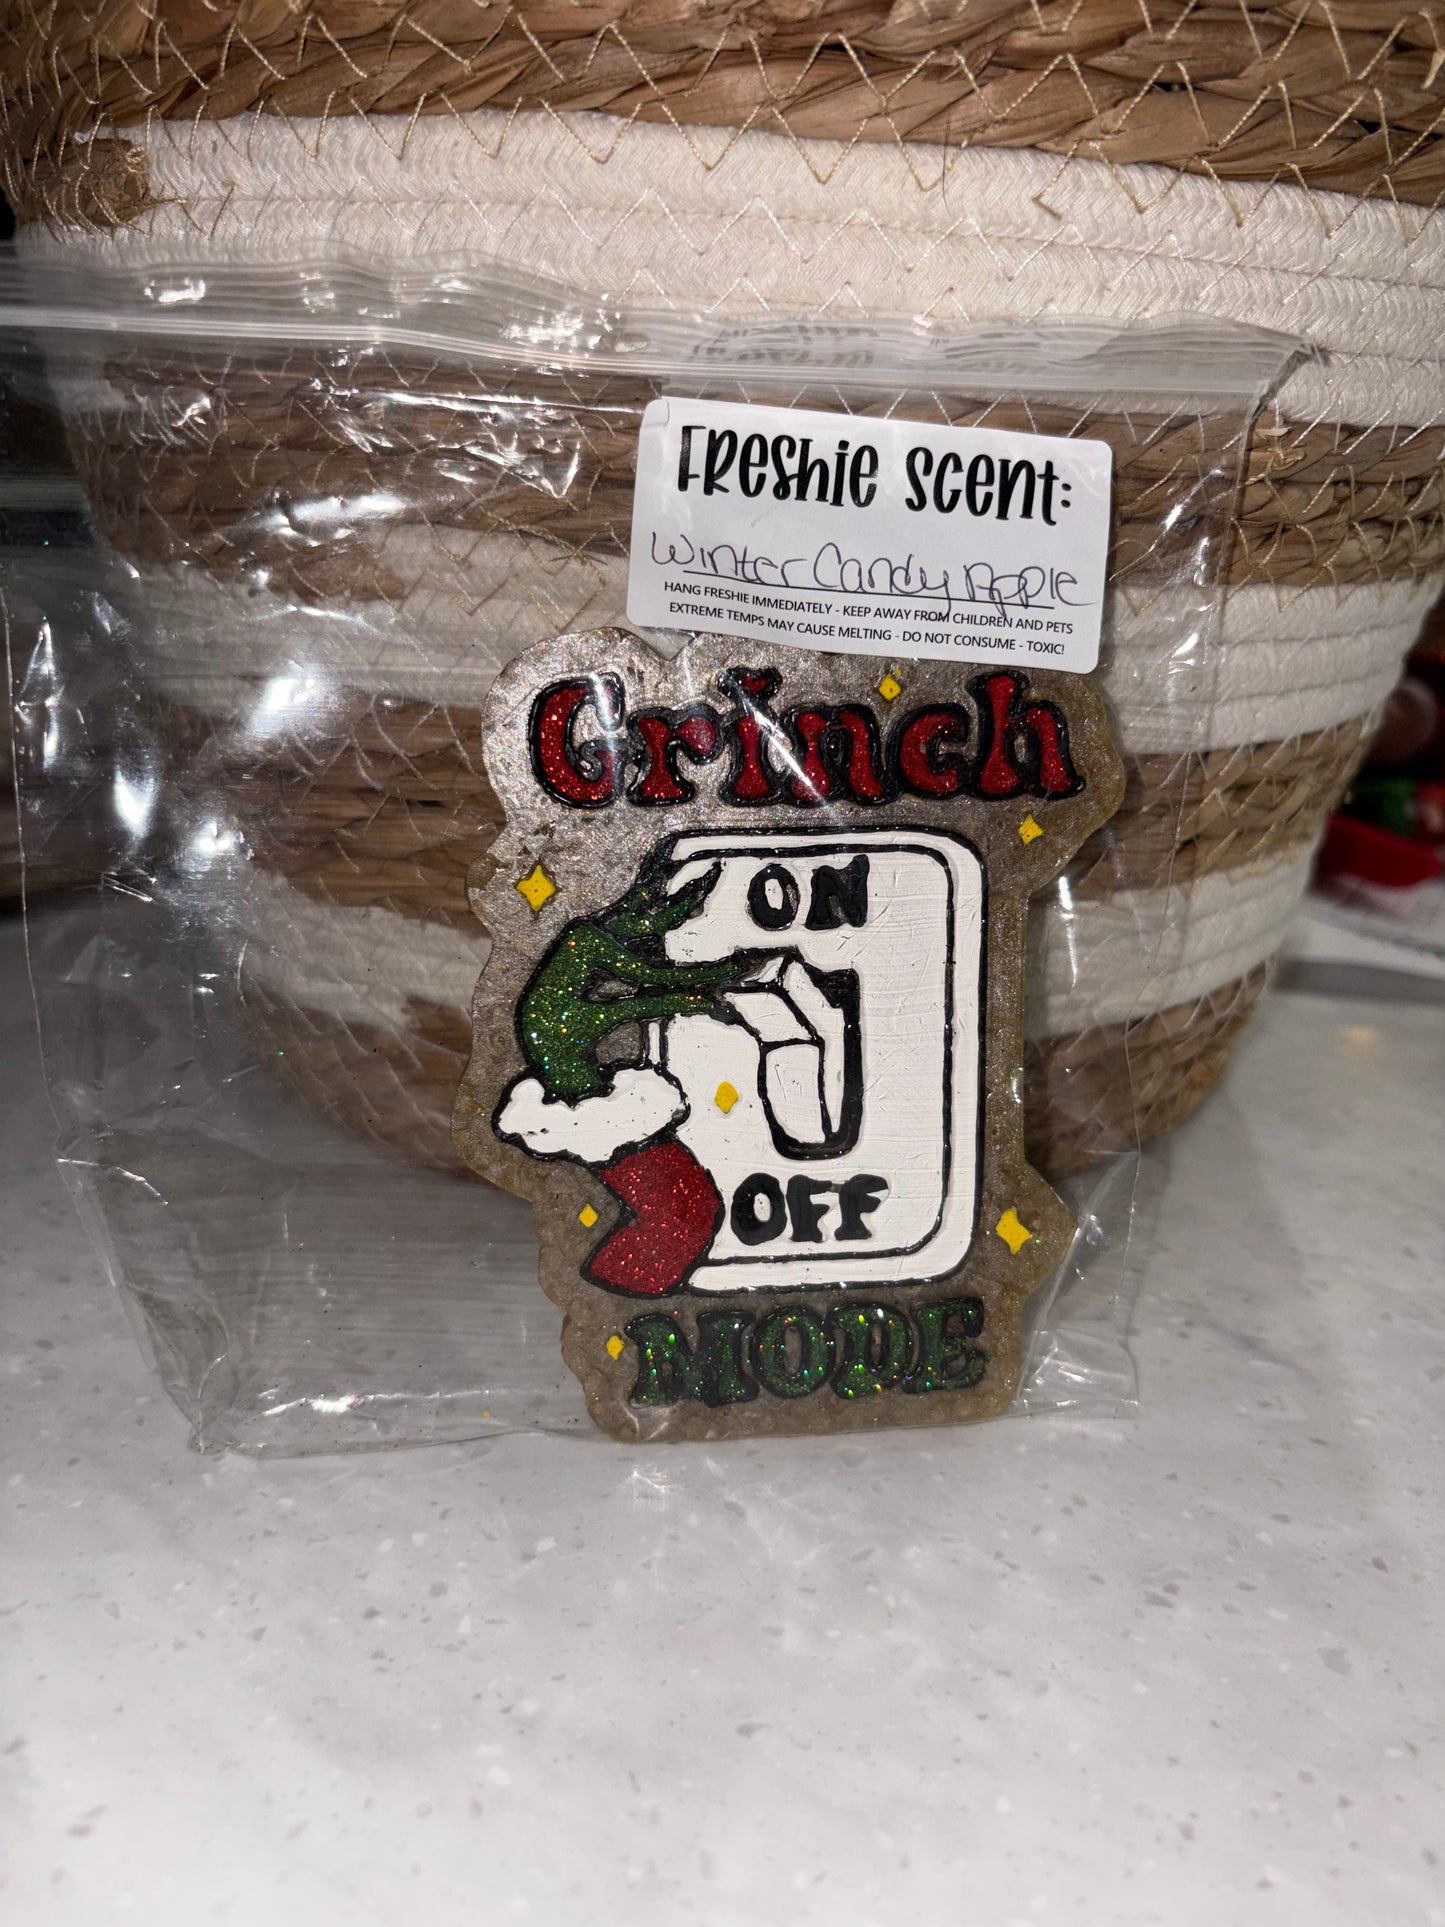 FRESHIE SCENT:
Winter Candy Apple
HANG FRESHIE IMMEDIATELY - KEEP AWAY FROM CHILDREN AND PETS
EXTREME TEMPS MAY CAUSE MELTING - DO NOT CONSUME - TOXIC!
Grinch
ON
OFF
MODE